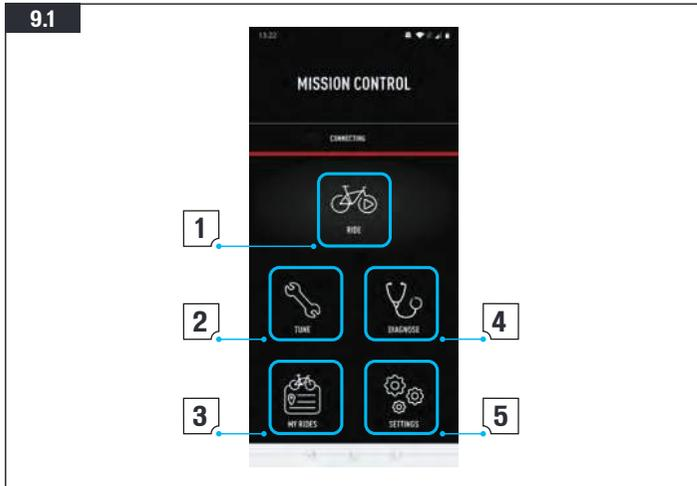 9.1
13:22
MISSION CONTROL
CONNECTING
1
RIDE
2
TUNE
DIAGNOSE
4
3
MY RIDES
SETTINGS
5